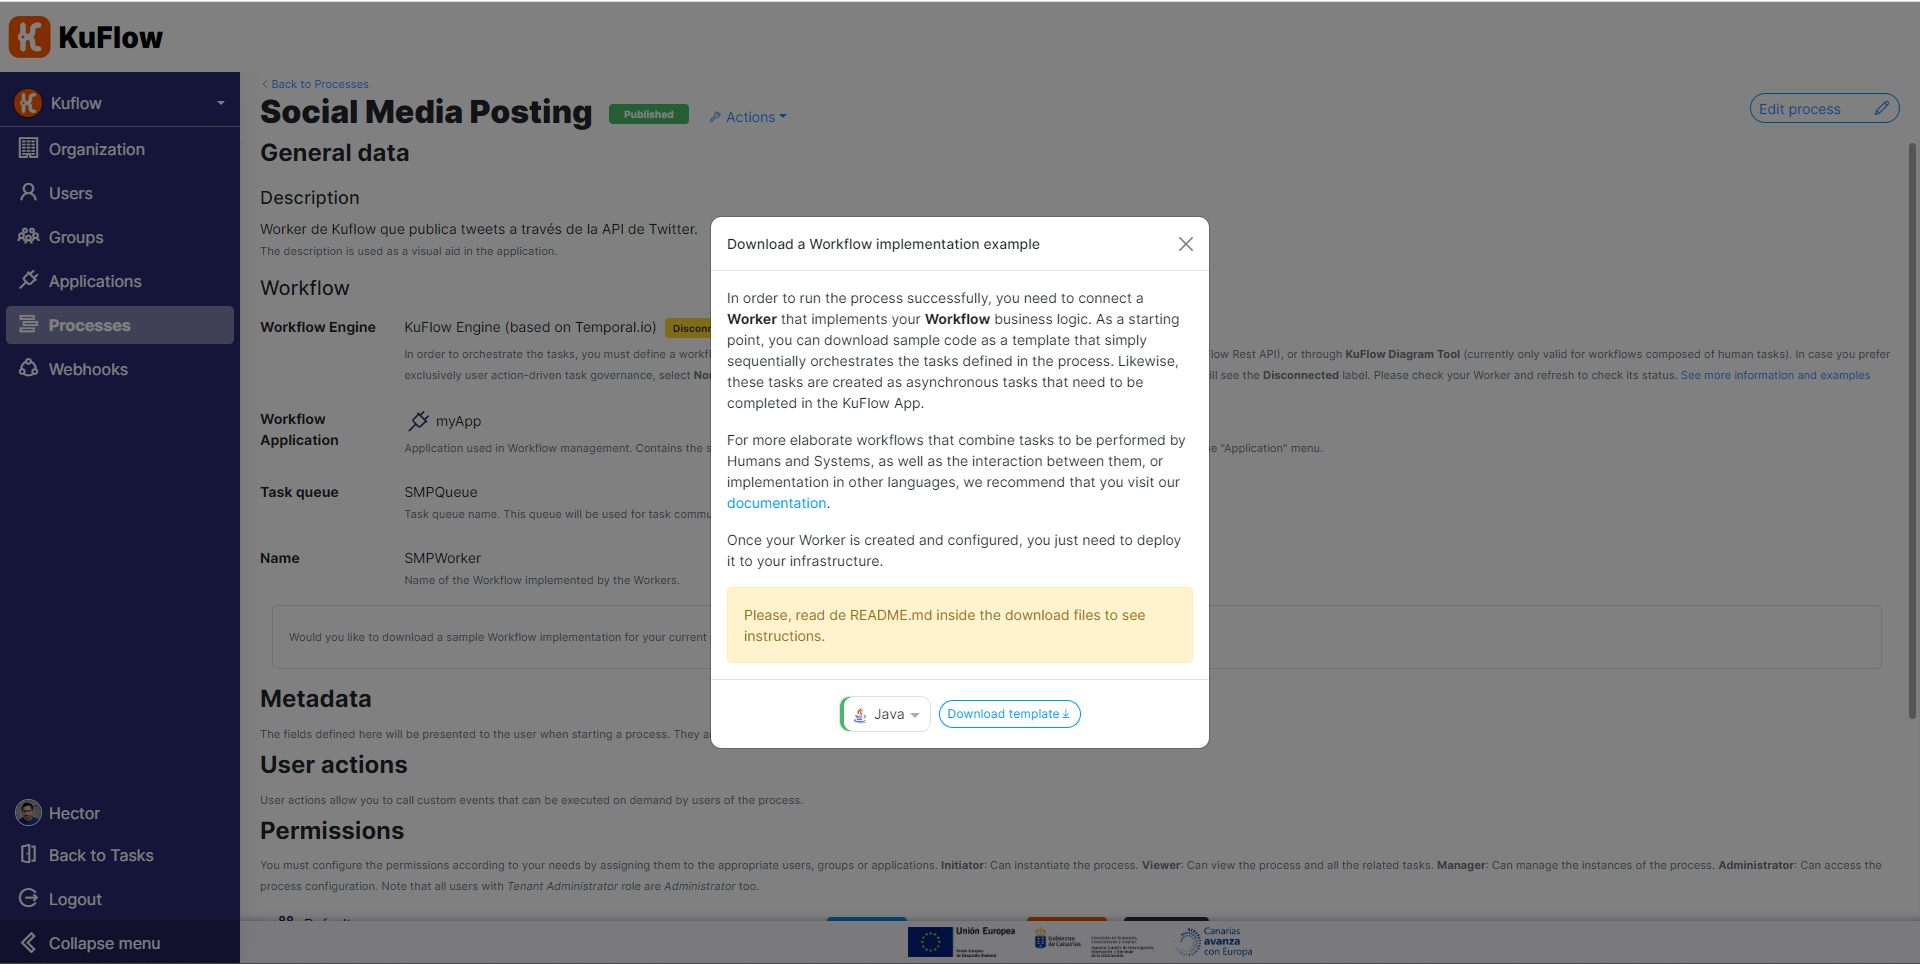 KuFlow
Kuflow
Organization
Users
Groups
Applications
Processes
Webhooks
Hector
Back to Tasks
Logout
Collapse menu
Back to Processes
Social Media Posting
Published
Actions
Edit process
General data
Description
Worker de Kuflow que publica tweets a través de la API de Twitter.
The description is used as a visual aid in the application.
Workflow
Workflow Engine
KuFlow Engine (based on Temporal.io)
In order to orchestrate the tasks, you must define a
low Rest API), or through KuFlow Diagram Tool (currently only valid for workflows composed of human tasks). In case you prefer
exclusively user action-driven task governance, select
see the Disconnected label. Please check your Worker and refresh to check its status. See more information and examples
Workflow
Application
myApp
Application used in Workflow management. Contains the
"Application" menu.
Task queue
SMPQueue
Task queue name. This queue will be used for task
Name
SMPWorker
Name of the Workflow implemented by the Workers.
Would you like to download a sample Workflow implementation for your current
Metadata
The fields defined here will be presented to the user when starting a process. They
User actions
User actions allow you to call custom events that can be executed on demand by users of the process.
Permissions
You must configure the permissions according to your needs by assigning them to the appropriate users, groups or applications. Initiator: Can instantiate the process. Viewer: Can view the process and all the related tasks. Manager: Can manage the instances of the process. Administrator: Can access the
process configuration. Note that all users with Tenant Administrator role are Administrator too.
Download a Workflow implementation example
In order to run the process successfully, you need to connect a
Worker that implements your Workflow business logic. As a starting
point, you can download sample code as a template that simply
sequentially orchestrates the tasks defined in the process. Likewise,
these tasks are created as asynchronous tasks that need to be
completed in the KuFlow App.
For more elaborate workflows that combine tasks to be performed by
Humans and Systems, as well as the interaction between them, or
implementation in other languages, we recommend that you visit our
documentation.
Once your Worker is created and configured, you just need to deploy
it to your infrastructure.
Please, read de README.md inside the download files to see
instructions.
Java
Download template
Unión Europea
Gobierno
de Canarias
Canarias
avanza
con Europa